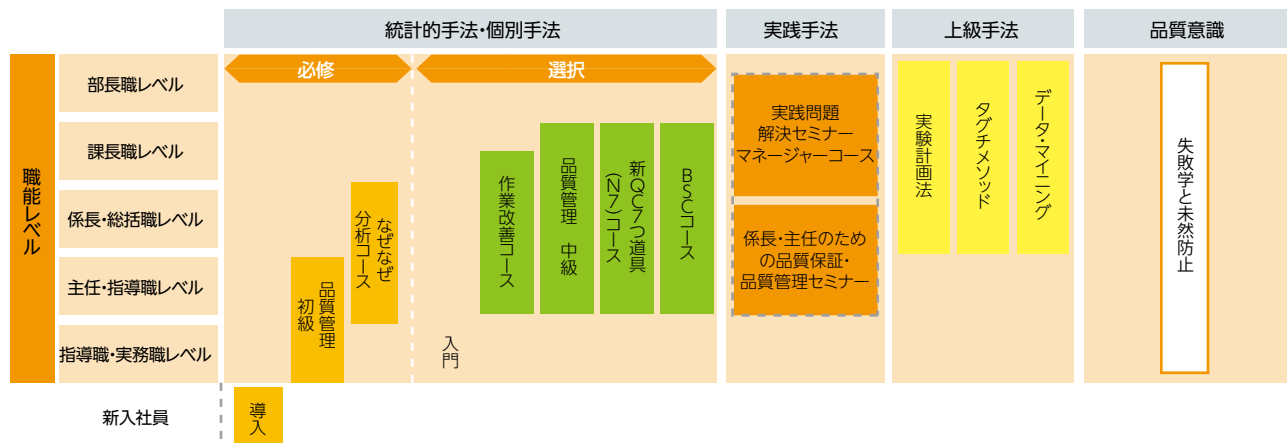 統計的手法・個別手法
実践手法
上級手法
品質意識
必修
選択
職能レベル
部長職レベル
課長職レベル
係長・総括職レベル
主任・指導職レベル
指導職・実務職レベル
新入社員
導入
品質管理
初級
なぜなぜ
分析コース
入門
作業改善コース
品質管理 中級
新QC7つ道具
(N7)コース
BSCコース
実践問題
解決セミナー
マネージャーコース
係長・主任のため
の品質保証・
品質管理セミナー
実験計画法
タグチメソッド
データ・マイニング
失敗学と未然防止